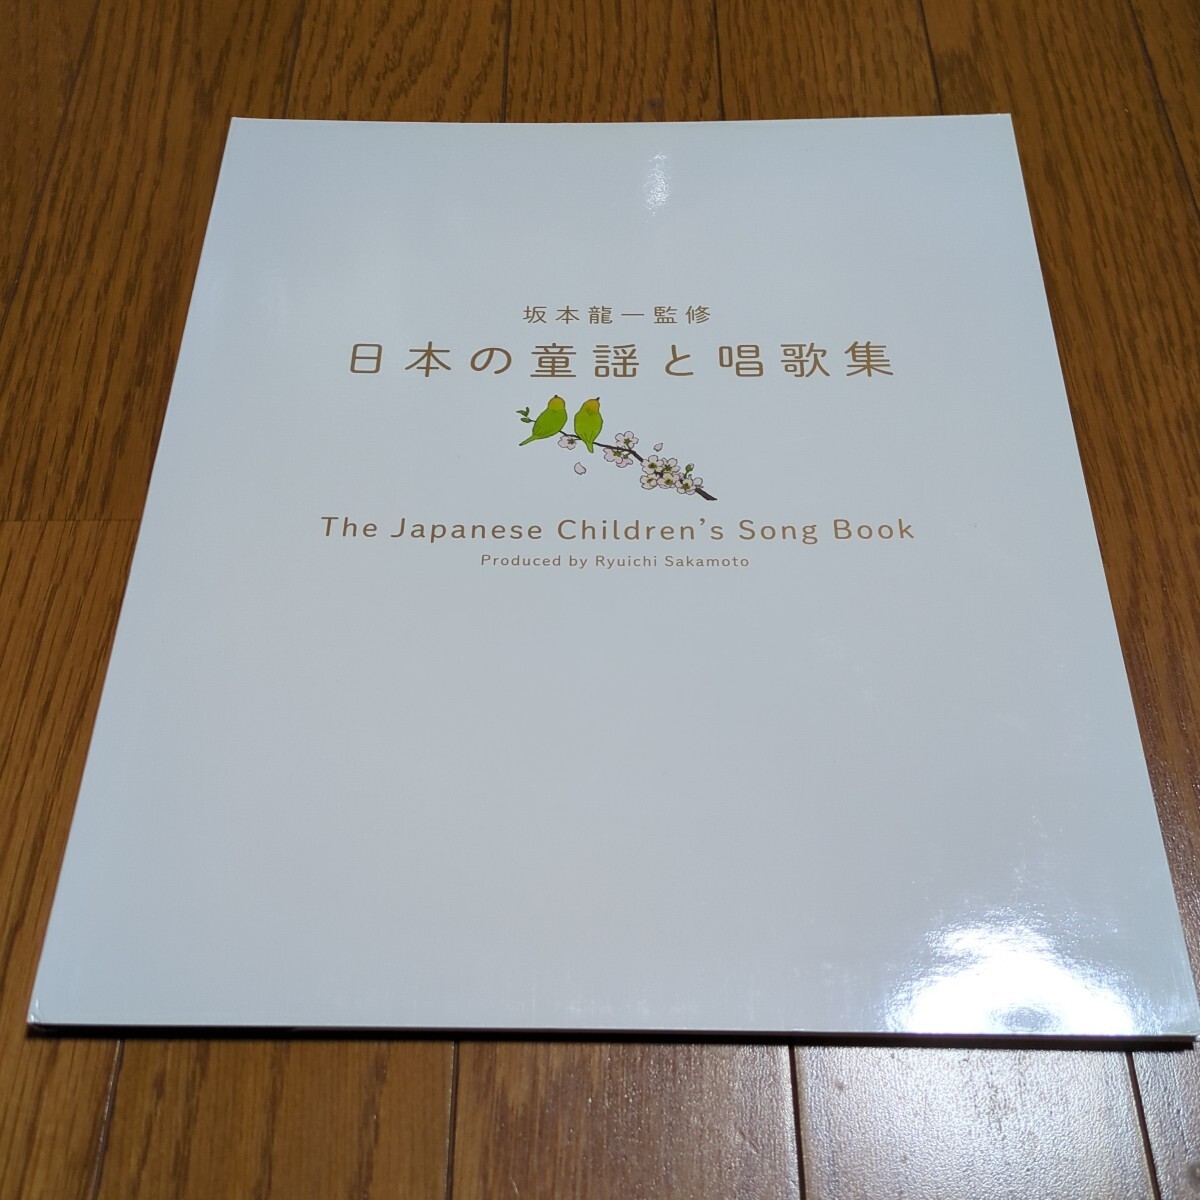 坂本龍一監修
日本の童謡と唱歌集
The Japanese Children's Song Book
Produced by Ryuichi Sakamoto